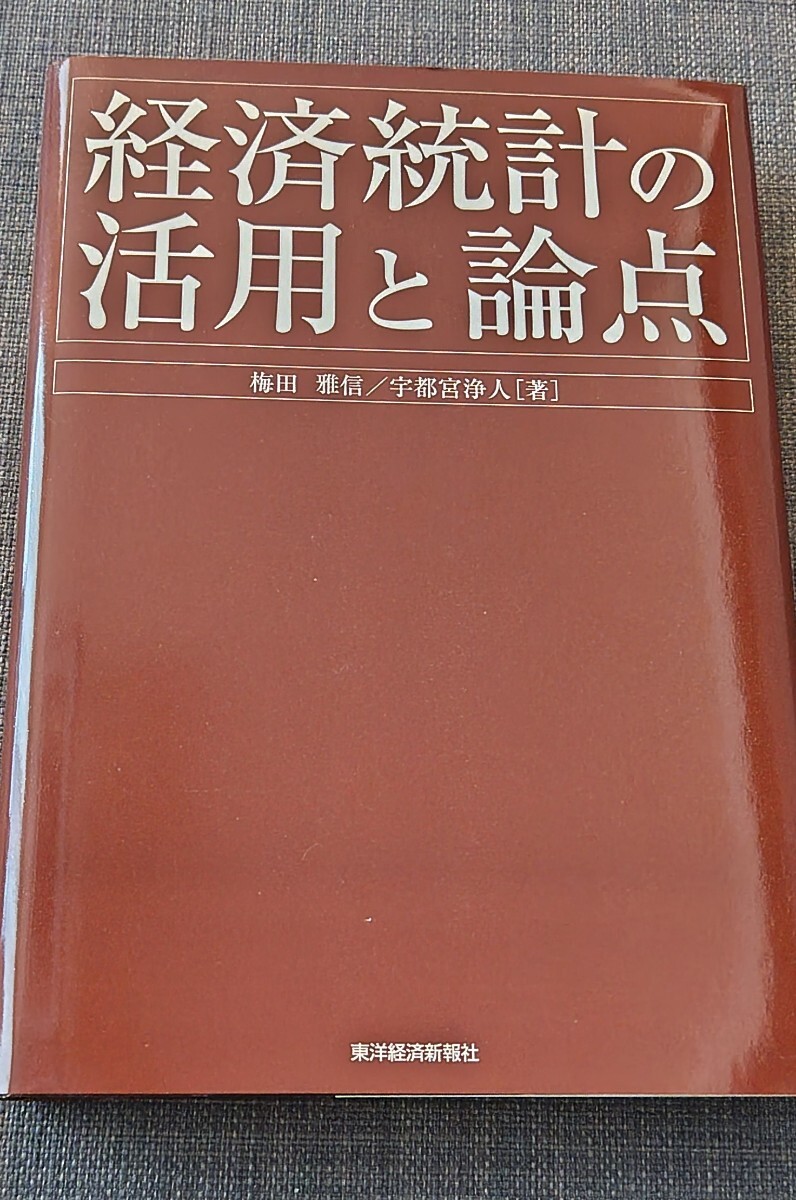 経済統計の
活用と論点
梅田 雅信／宇都宮浄人[著]
東洋経済新報社